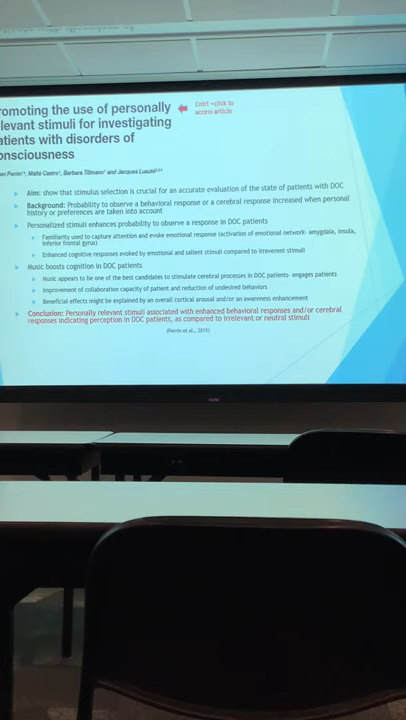 romoting the use of personally
levant stimuli for investigating
atients with disorders of
onsciousness
Cntrl +click to
access article
en Perrin, Maïté Castro, Barbara Tillmann and Jacques Luauté
Aim: show that stimulus selection is crucial for an accurate evaluation of the state of patients with DOC
Background: Probability to observe a behavioral response or a cerebral response increased when personal
history or preferences are taken into account
Personalized stimuli enhances probability to observe a response in DOC patients
Familiarity used to capture attention and evoke emotional response (activation of emotional network- amygdala, insula,
inferior frontal gyrus)
Enhanced cognitive responses evoked by emotional and salient stimuli compared to irreverent stimuli
Music boosts cognition in DOC patients
Music appears to be one of the best candidates to stimulate cerebral processes in DOC patients- engages patients
Improvement of collaboration capacity of patient and reduction of undesired behaviors
Beneficial effects might be explained by an overall cortical arousal and/or an awareness enhancement
Conclusion: Personally relevant stimuli associated with enhanced behavioral responses and/or cerebral
responses indicating perception in DOC patients, as compared to irrelevant or neutral stimuli
(Perrin et al., 2015)